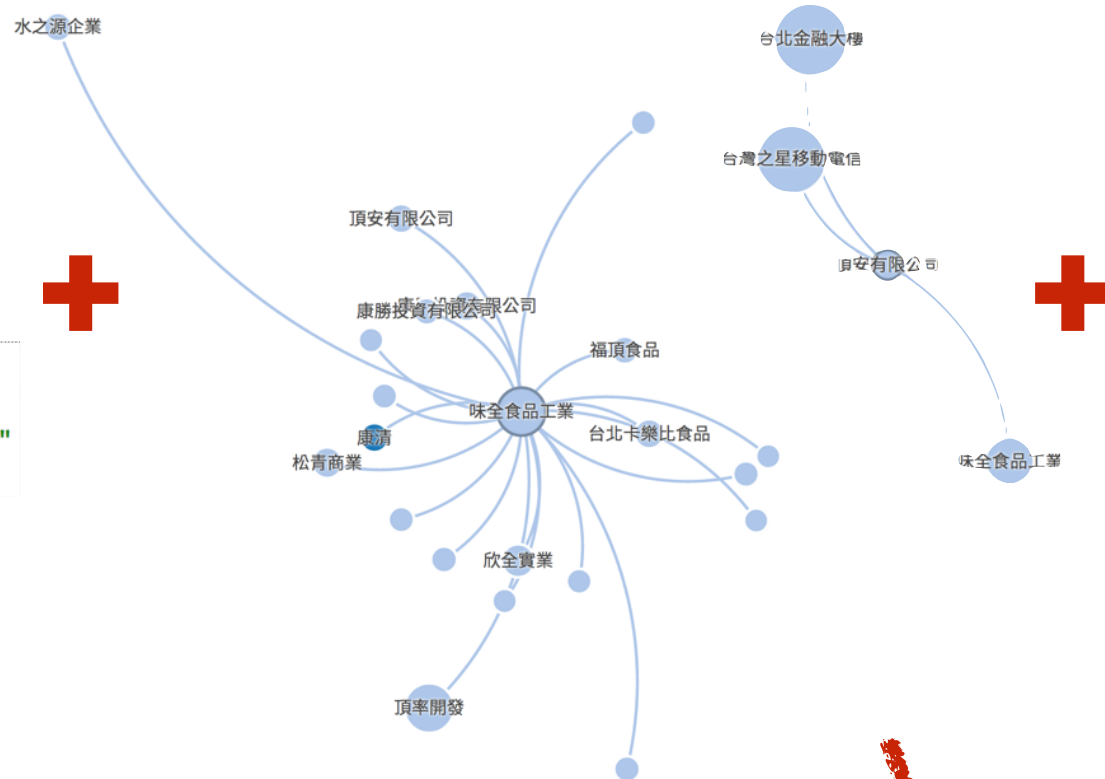 水之源企業
台北金融大樓
台灣之星移動電信
頂安有限公司
頂安有限公司
康勝投資有限公司
福頂食品
味全食品工業
台北卡樂比食品
康清
"
松青商業
味全食品工業
欣全實業
頂率開發